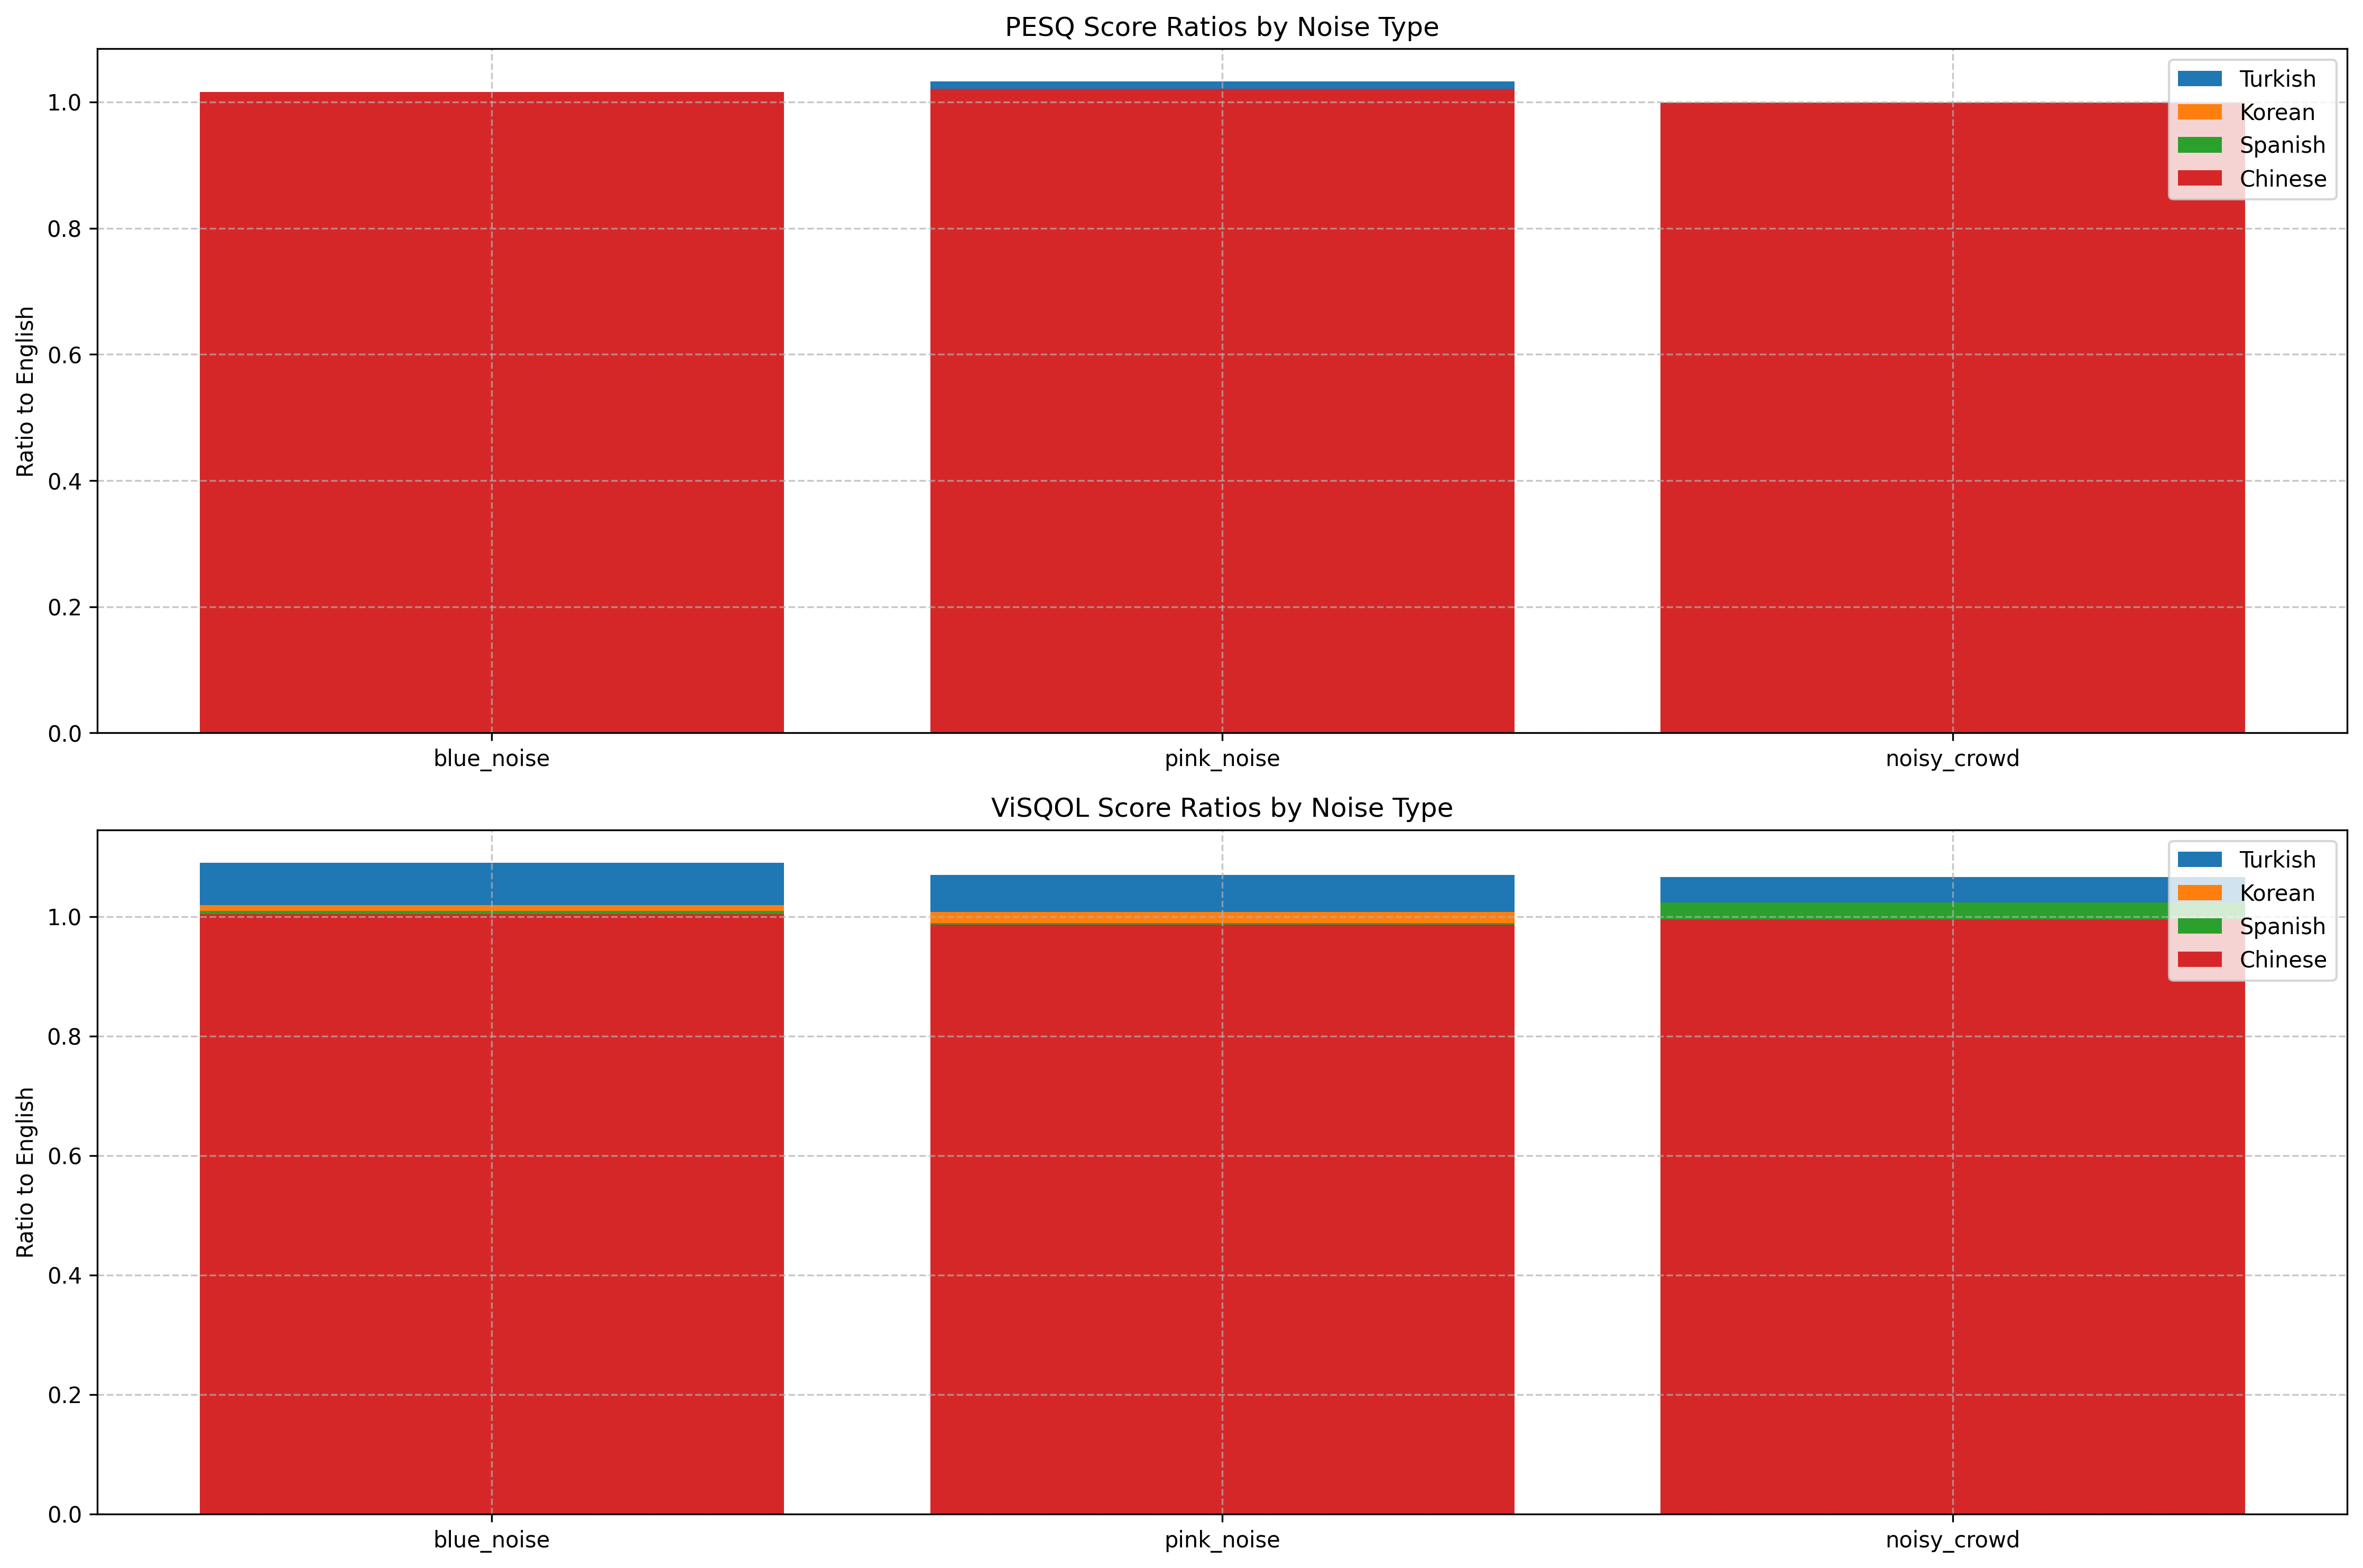 PESQ Score Ratios by Noise Type
Ratio to English
1.0
0.8
0.6
0.4
0.2
0.0
Turkish
Korean
Spanish
Chinese
blue_noise
pink_noise
noisy_crowd
ViSQOL Score Ratios by Noise Type
Ratio to English
1.0
0.8
0.6
0.4
0.2
0.0
Turkish
Korean
Spanish
Chinese
blue_noise
pink_noise
noisy_crowd